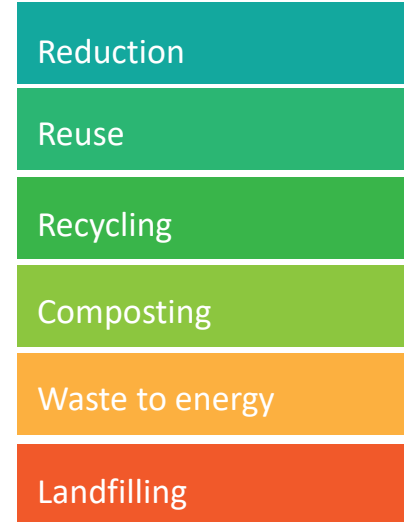 Reduction
Reuse
Recycling
Composting
Waste to energy
Landfilling